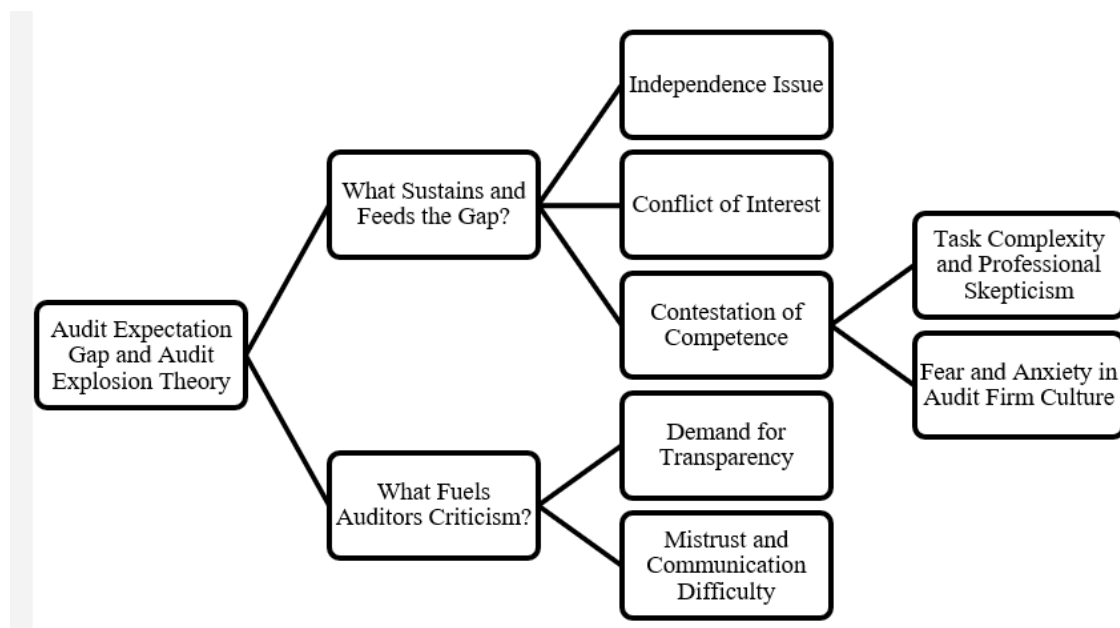 Audit Expectation
Gap and Audit
Explosion Theory
What Sustains and
Feeds the Gap?
Independence Issue
Conflict of Interest
Contestation of
Competence
Task Complexity
and Professional
Skepticism
Fear and Anxiety in
Audit Firm Culture
What Fuels
Auditors Criticism?
Demand for
Transparency
Mistrust and
Communication
Difficulty